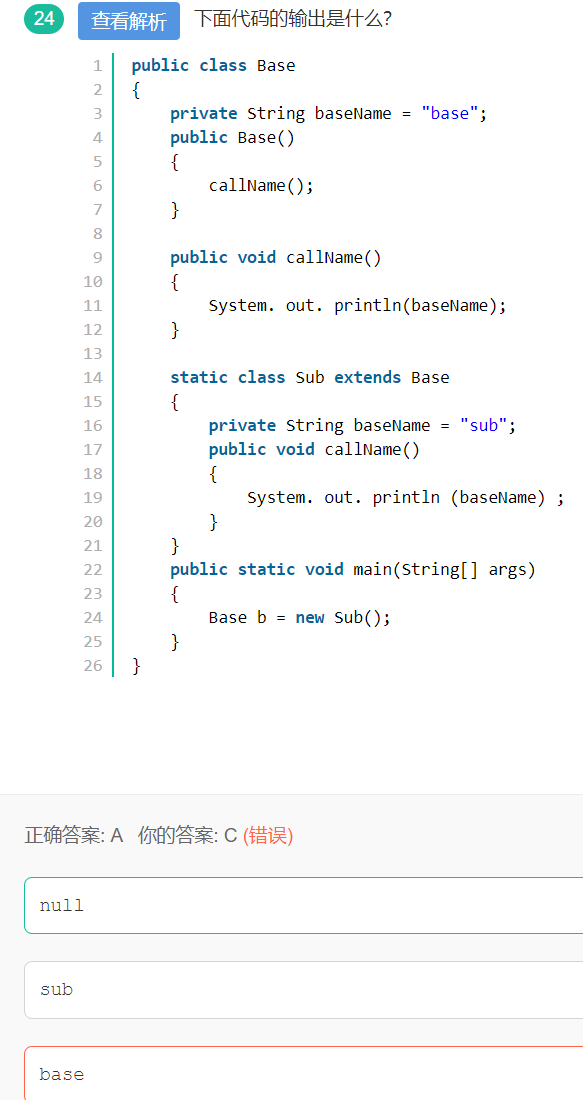 24 查看解析 下面代码的输出是什么?
1 public class Base
2 {
3     private String baseName = "base";
4     public Base()
5     {
6         callName();
7     }
8
9     public void callName()
10     {
11         System. out. println(baseName);
12     }
13
14     static class Sub extends Base
15     {
16         private String baseName = "sub";
17         public void callName()
18         {
19             System. out. println (baseName) ;
20         }
21     }
22     public static void main(String[] args)
23     {
24         Base b = new Sub();
25     }
26 }
正确答案: A 你的答案: C (错误)
null
sub
base